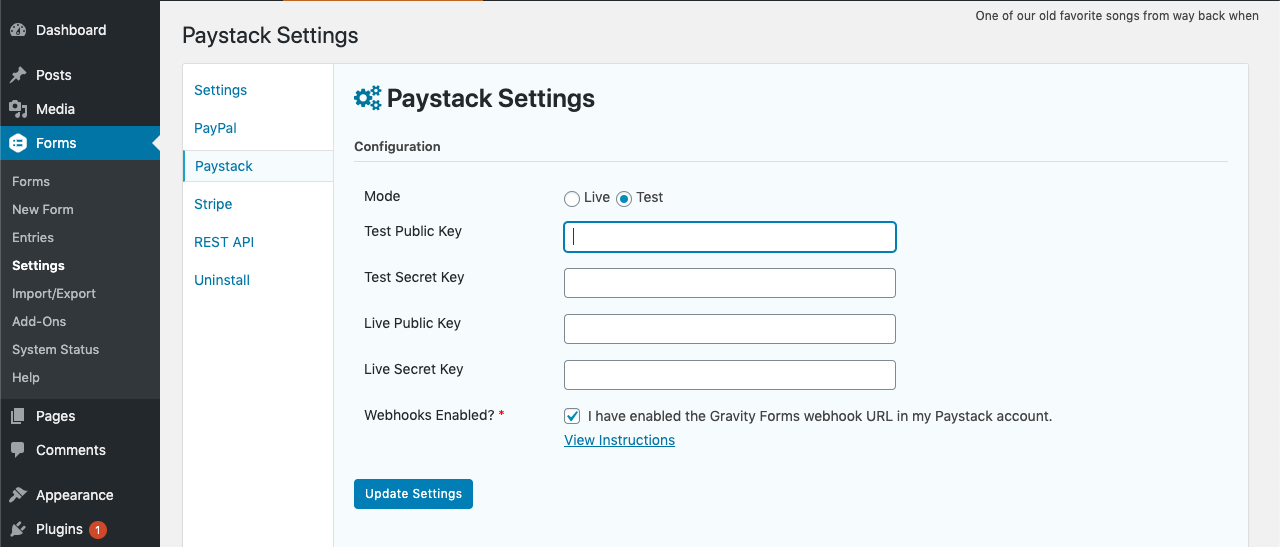 One of our old favorite songs from way back when
Dashboard
Posts
Media
Forms
Forms
New Form
Entries
Settings
Import/Export
Add-Ons
System Status
Help
Pages
Comments
Appearance
Plugins 1
Paystack Settings
Settings
PayPal
Paystack
Stripe
REST API
Uninstall
Paystack Settings
Configuration
Mode Live Test
Test Public Key
Test Secret Key
Live Public Key
Live Secret Key
Webhooks Enabled? * I have enabled the Gravity Forms webhook URL in my Paystack account.
View Instructions
Update Settings